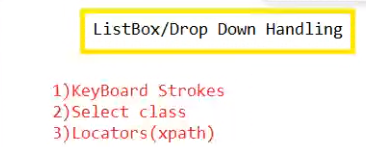 ListBox/Drop Down Handling
1)KeyBoard Strokes
2)Select class
3)Locators(xpath)